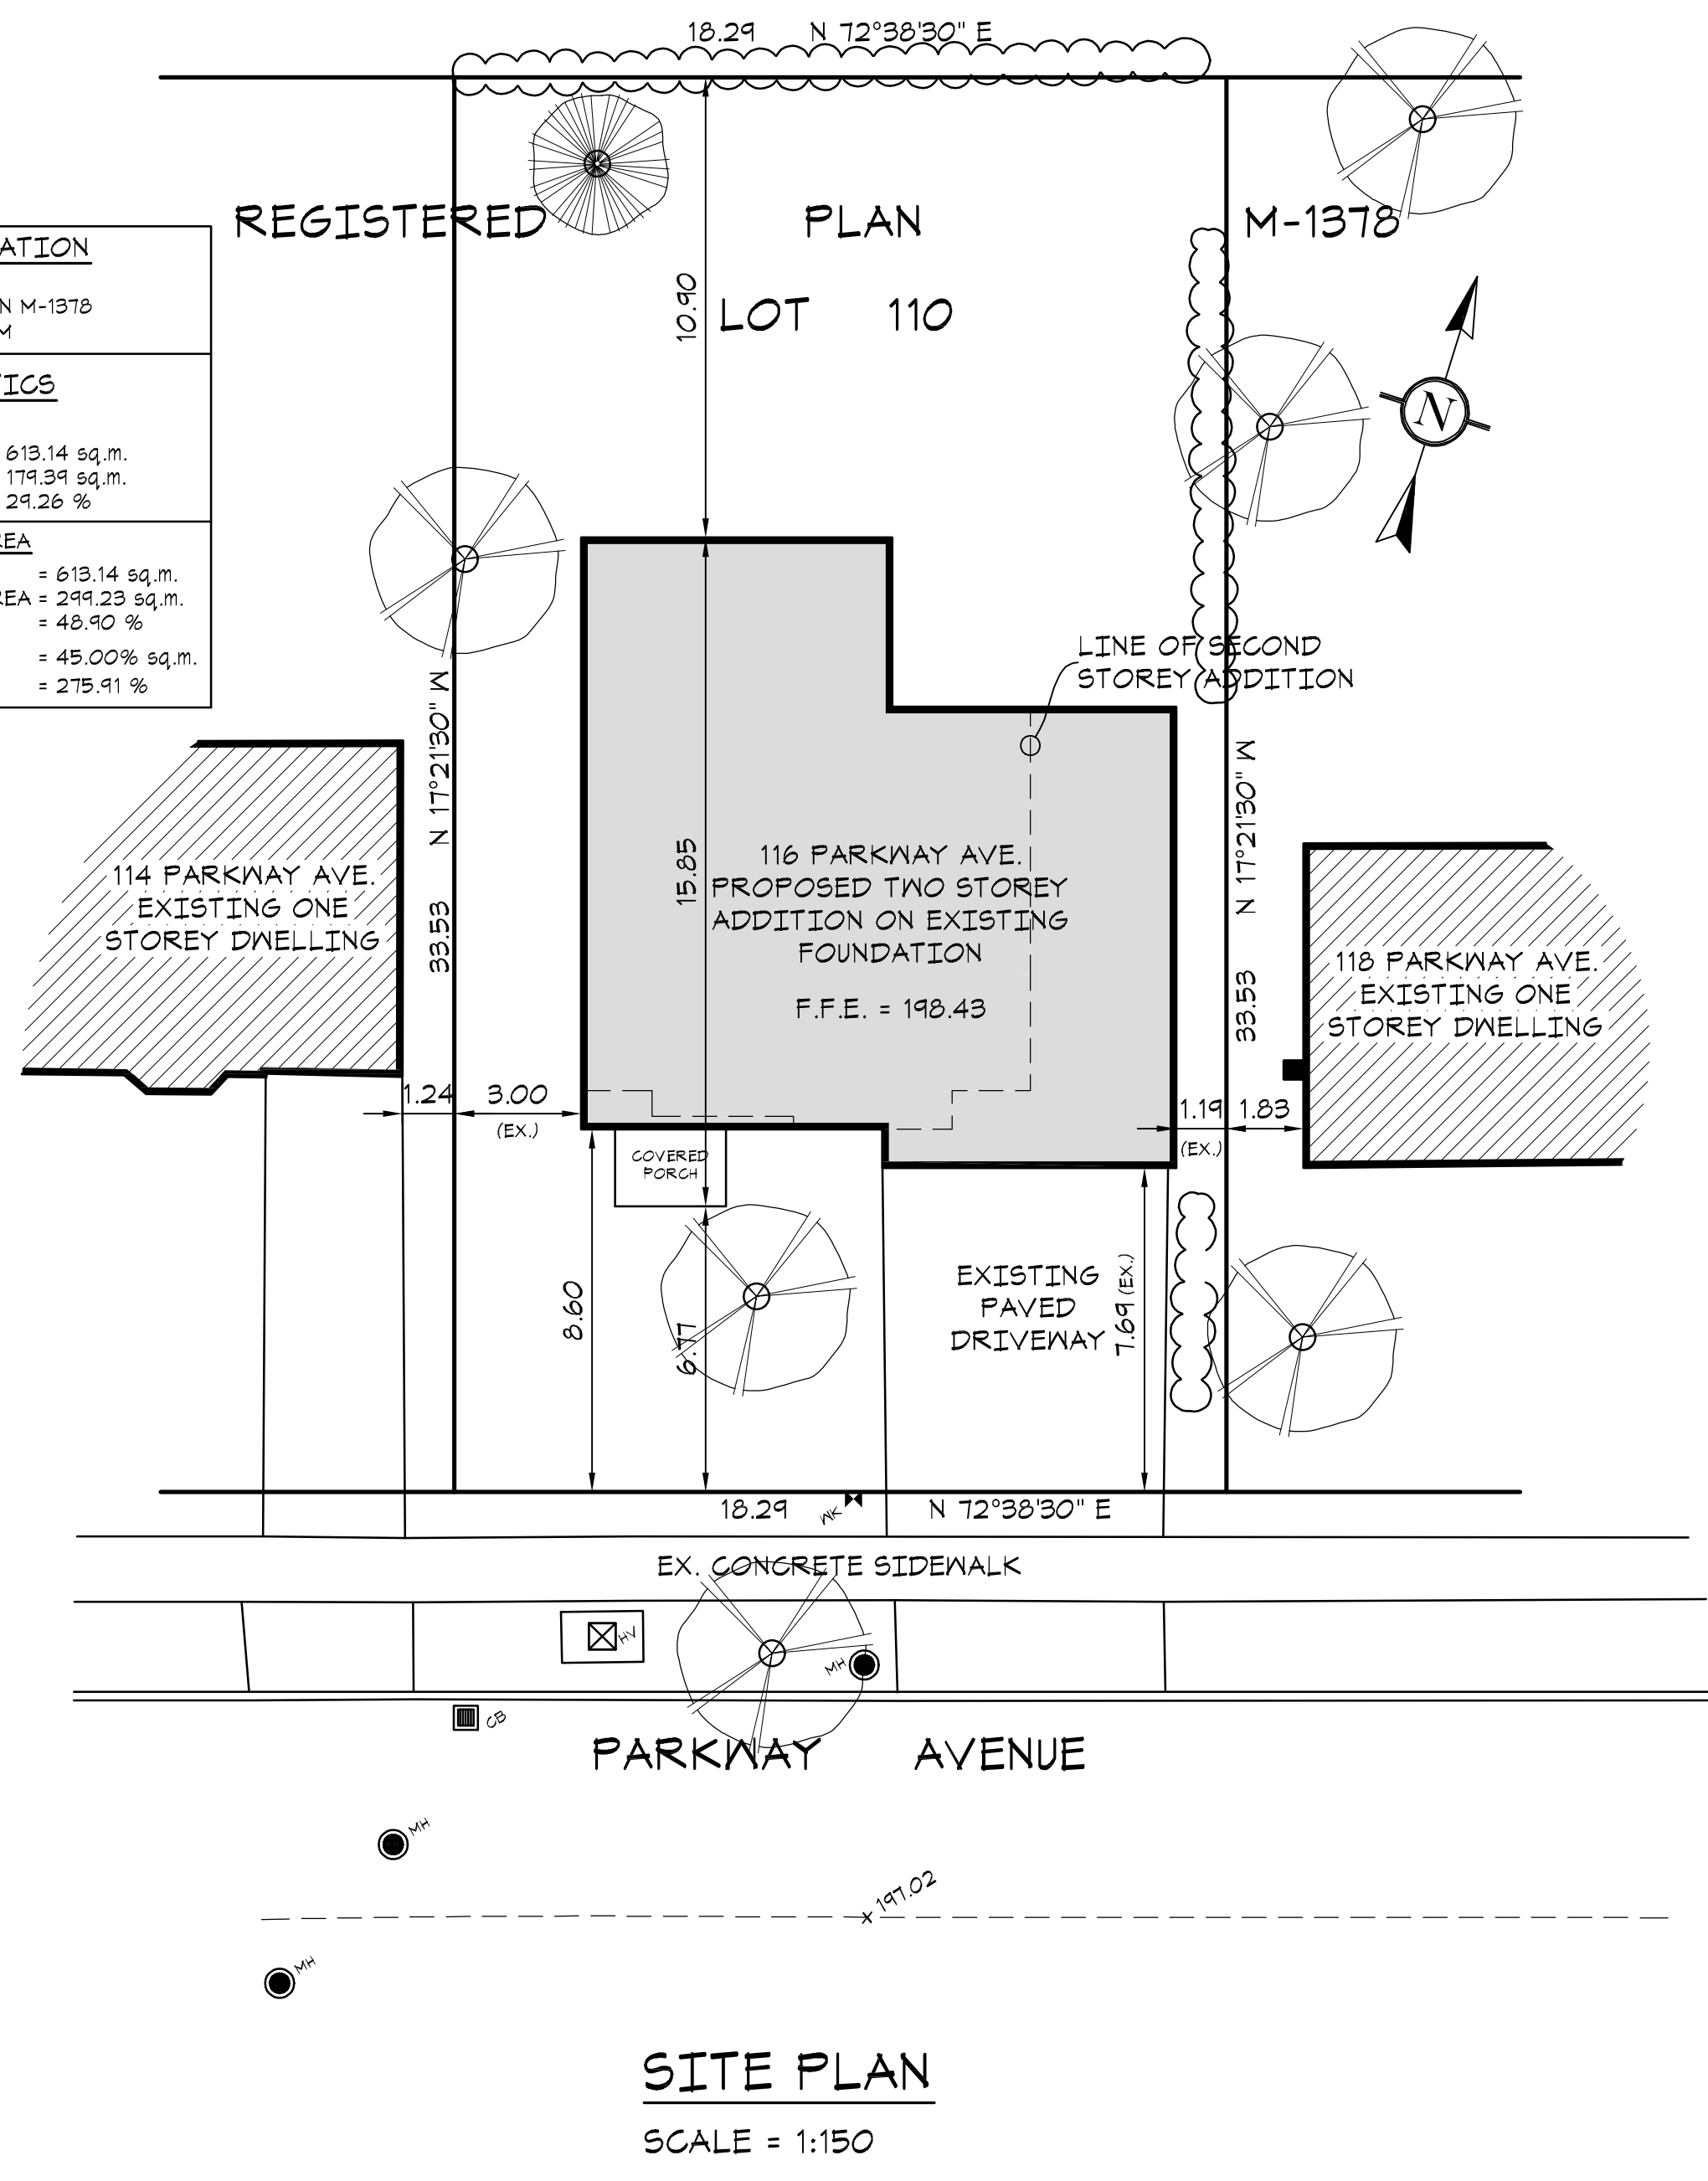 18.29 N 72°38'30" E
REGISTERED PLAN M-1378
LOT 110
ATION
N M-1378
M
TICS
613.14 sq.m.
179.39 sq.m.
29.26 %
REA
= 613.14 sq.m.
REA = 299.23 sq.m.
= 48.90 %
= 45.00% sq.m.
= 275.91 %
10.90
N
LINE OF SECOND
STOREY ADDITION
N 17°21'30" W
33.53
N 17°21'30" W
33.53
15.85
114 PARKWAY AVE.
EXISTING ONE
STOREY DWELLING
116 PARKWAY AVE.
PROPOSED TWO STOREY
ADDITION ON EXISTING
FOUNDATION
F.F.E. = 198.43
118 PARKWAY AVE.
EXISTING ONE
STOREY DWELLING
1.24 3.00
(EX.)
1.19 1.83
(EX.)
COVERED
PORCH
8.60
6.77
EXISTING
PAVED
DRIVEWAY
7.69 (EX.)
18.29 WK N 72°38'30" E
EX. CONCRETE SIDEWALK
HV
MH
CB
PARKWAY AVENUE
MH
197.02
MH
SITE PLAN
SCALE = 1:150